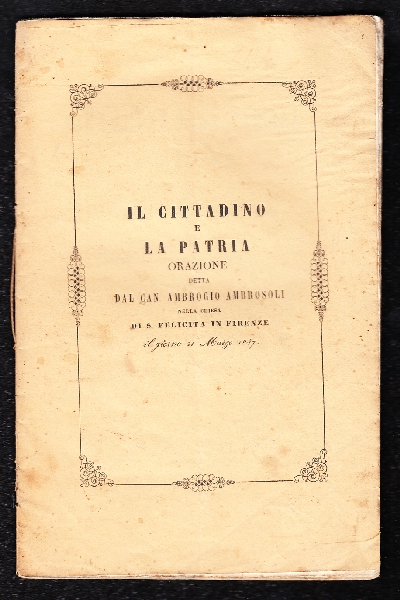 IL CITTADINO
E
LA PATRIA
ORAZIONE
DETTA
DAL CAN AMBROGIO AMBROSOLI
NELLA CHIESA
DI S. FELICITA IN FIRENZE
il giorno 21 Marzo 1847.